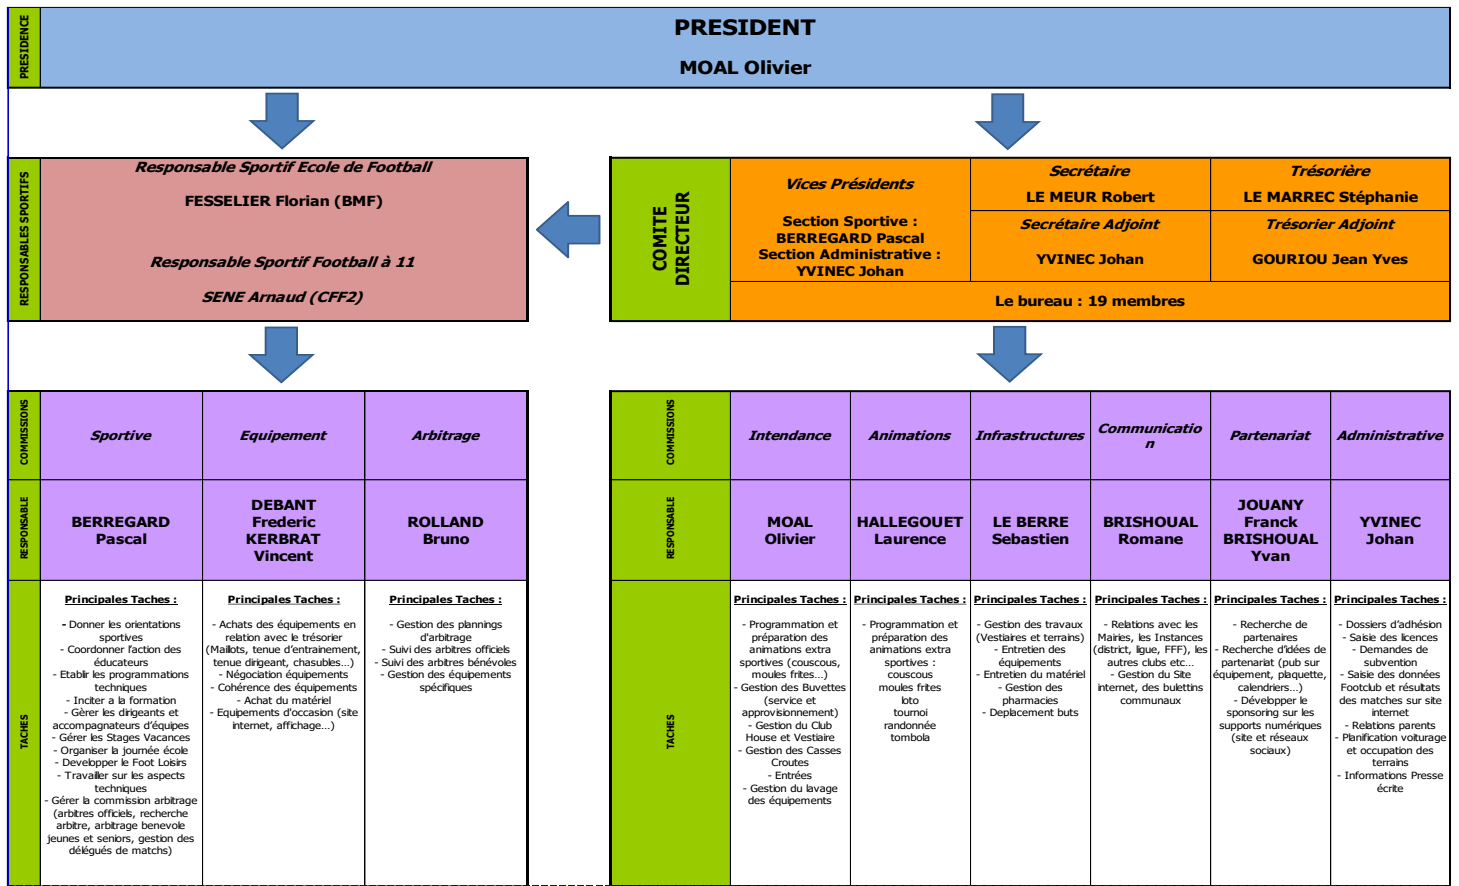 PRESIDENCE
PRESIDENT
MOAL Olivier
RESPONSABLES SPORTIFS
Responsable Sportif Ecole de Football
FESSELIER Florian (BMF)
Responsable Sportif Football à 11
SENE Arnaud (CFF2)
COMITE
DIRECTEUR
Vices Présidents
Section Sportive :
BERREGARD Pascal
Section Administrative :
YVINEC Johan
Secrétaire
LE MEUR Robert
Secrétaire Adjoint
YVINEC Johan
Trésorière
LE MARREC Stéphanie
Trésorier Adjoint
GOURIOU Jean Yves
Le bureau : 19 membres
COMMISSIONS
Sportive
Equipement
Arbitrage
RESPONSABLE
BERREGARD
Pascal
DEBANT
Frederic
KERBRAT
Vincent
ROLLAND
Bruno
TACHES
Principales Taches :
- Donner les orientations
sportives
- Coordonner l'action des
éducateurs
- Etablir les programmations
techniques
- Inciter a la formation
- Gèrer les dirigeants et
accompagnateurs d'équipes
- Gérer les Stages Vacances
- Organiser la journée école
- Developper le Foot Loisirs
- Travailler sur les aspects
techniques
- Gérer la commission arbitrage
(arbitres officiels, recherche
arbitre, arbitrage benevole
jeunes et seniors, gestion des
délégués de matchs)
Principales Taches :
- Achats des équipements en
relation avec le trésorier
(Maillots, tenue d'entrainement,
tenue dirigeant, chasubles...)
- Négociation équipements
- Cohérence des équipements
- Achat du matériel
- Equipements d'occasion (site
internet, affichage...)
Principales Taches :
- Gestion des plannings
d'arbitrage
- Suivi des arbitres officiels
- Suivi des arbitres bénévoles
- Gestion des équipements
spécifiques
COMMISSIONS
Intendance
Animations
Infrastructures
Communicatio
n
Partenariat
Administrative
RESPONSABLE
MOAL
Olivier
HALLEGOUET
Laurence
LE BERRE
Sebastien
BRISHOUAL
Romane
JOUANY
Franck
BRISHOUAL
Yvan
YVINEC
Johan
TACHES
Principales Taches :
- Programmation et
préparation des
animations extra
sportives (couscous,
moules frites...)
- Gestion des Buvettes
(service et
approvisionnement)
- Gestion du Club
House et Vestiaire
- Gestion des Casses
Croutes
- Entrées
- Gestion du lavage
des équipements
Principales Taches :
- Programmation et
préparation des
animations extra
sportives :
couscous
moules frites
loto
tournoi
randonnée
tombola
Principales Taches :
- Gestion des travaux
(Vestiaires et terrains)
- Entretien des
équipements
- Entretien du matériel
- Gestion des
pharmacies
- Deplacement buts
Principales Taches :
- Relations avec les
Mairies, les Instances
(district, ligue, FFF), les
autres clubs etc...
- Gestion du Site
internet, des bulettins
communaux
Principales Taches :
- Recherche de
partenaires
- Recherche d'idées de
partenariat (pub sur
équipement, plaquette,
calendriers...)
- Développer le
sponsoring sur les
supports numériques
(site et réseaux
sociaux)
Principales Taches :
- Dossiers d'adhésion
- Saisie des licences
- Demandes de
subvention
- Saisie des données
Footclub et résultats
des matches sur site
internet
- Relations parents
- Planification voiturage
et occupation des
terrains
- Informations Presse
écrite